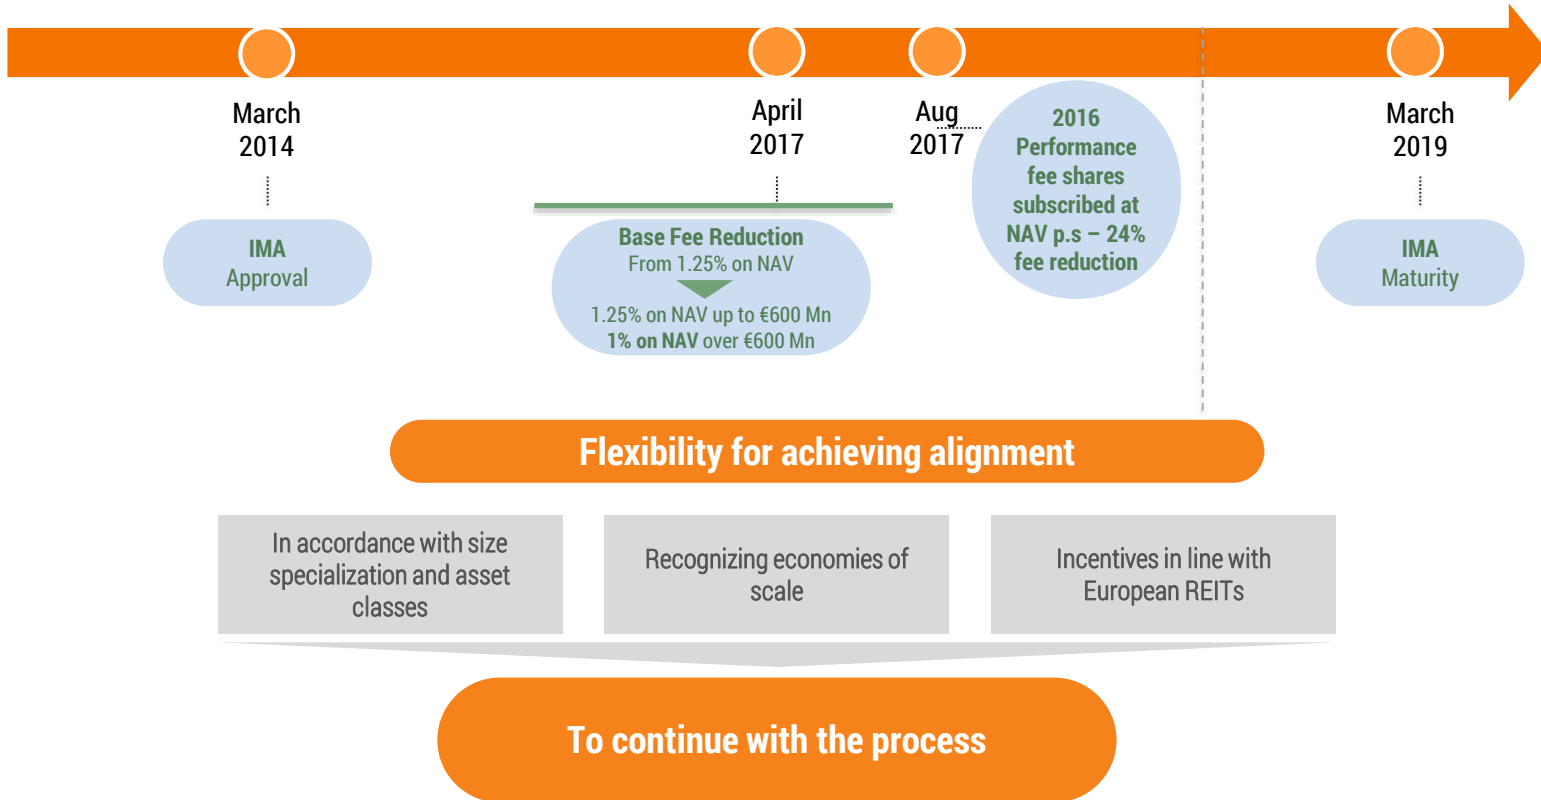 March
2014
April
2017
Aug
2017
March
2019
IMA
Approval
Base Fee Reduction
From 1.25% on NAV
1.25% on NAV up to €600 Mn
1% on NAV over €600 Mn
2016
Performance
fee shares
subscribed at
NAV p.s – 24%
fee reduction
IMA
Maturity
Flexibility for achieving alignment
In accordance with size
specialization and asset
classes
Recognizing economies of
scale
Incentives in line with
European REITs
To continue with the process